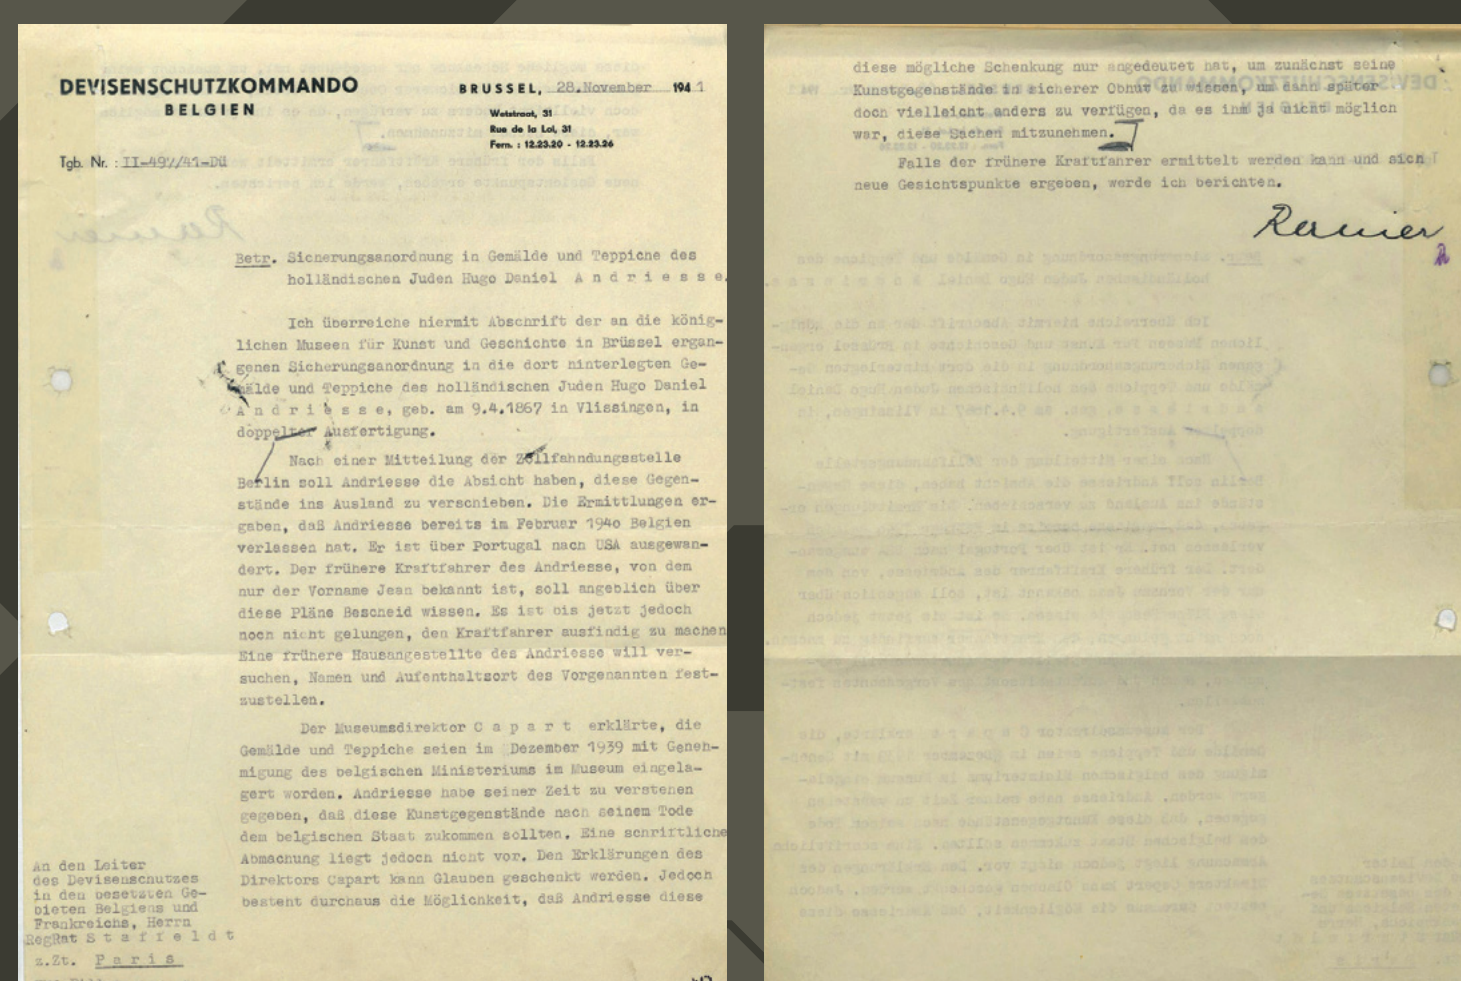 DEVISENSCHUTZKOMMANDO
BELGIEN
BRÜSSEL, 28.November 1941
Wetstraat, 31
Rue de la Loi, 31
Fern. : 12.23.20 - 12.23.26
Tgb. Nr. : II-491/41-Dü
Betr. Sicherungsanordnung in Gemälde und Teppiche des
holländischen Juden Hugo Daniel A n d r i e s s e.
Ich überreiche hiermit Abschrift der an die könig-
lichen Museen für Kunst und Geschichte in Brüssel ergan-
genen Sicherungsanordnung in die dort hinterlegten Ge-
mälde und Teppiche des holländischen Juden Hugo Daniel
A n d r i e s s e, geb. am 9.4.1867 in Vlissingen, in
doppelter Ausfertigung.
Nach einer Mitteilung der Zollfahndungsstelle
Berlin soll Andriesse die Absicht haben, diese Gegen-
stände ins Ausland zu verschieben. Die Ermittlungen er-
gaben, daß Andriesse bereits im Februar 1940 Belgien
verlassen hat. Er ist über Portugal nach USA ausgewan-
dert. Der frühere Kraftfahrer des Andriesse, von dem
nur der Vorname Jean bekannt ist, soll angeblich über
diese Pläne Bescheid wissen. Es ist bis jetzt jedoch
noch nicht gelungen, den Kraftfahrer ausfindig zu machen
Eine frühere Hausangestellte des Andriesse will ver-
suchen, Namen und Aufenthaltsort des Vorgenannten fest-
zustellen.
Der Museumsdirektor C a p a r t erklärte, die
Gemälde und Teppiche seien im Dezember 1939 mit Geneh-
migung des belgischen Ministeriums im Museum eingela-
gert worden. Andriesse habe seiner Zeit zu verstehen
gegeben, daß diese Kunstgegenstände nach seinem Tode
dem belgischen Staat zukommen sollten. Eine schriftliche
Abmachung liegt jedoch nicht vor. Den Erklärungen des
Direktors Capart kann Glauben geschenkt werden. Jedoch
besteht durchaus die Möglichkeit, daß Andriesse diese
An den Leiter
des Devisenschutzes
in den besetzten Ge-
bieten Belgiens und
Frankreichs, Herrn
RegRat S t a f f e l d t
z.Zt. P a r i s
diese mögliche Schenkung nur angedeutet hat, um zunächst seine
Kunstgegenstände in sicherer Obhut zu wissen, um dann später
doch vielleicht anders zu verfügen, da es ihm ja nicht möglich
war, diese Sachen mitzunehmen.
Falls der frühere Kraftfahrer ermittelt werden kann und sich
neue Gesichtspunkte ergeben, werde ich berichten.